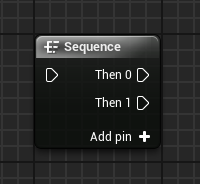 Sequence
Then 0
Then 1
Add pin